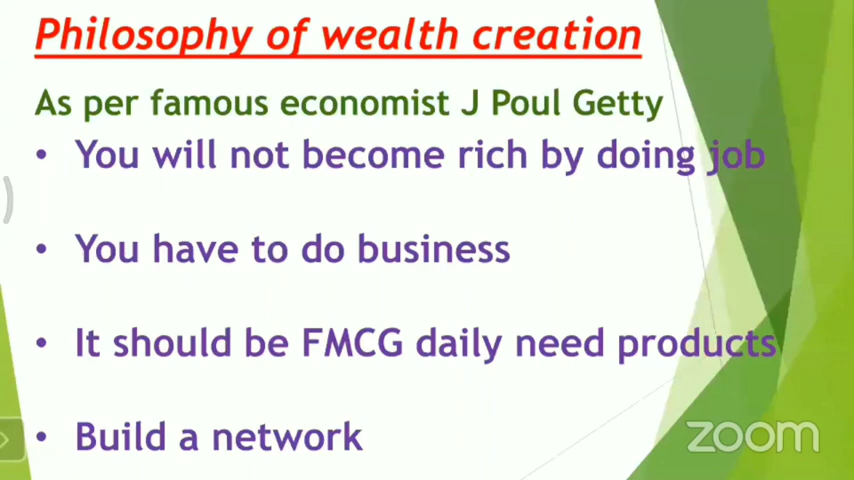 Philosophy of wealth creation
As per famous economist J Poul Getty
• You will not become rich by doing job
• You have to do business
• It should be FMCG daily need products
• Build a network
zoom